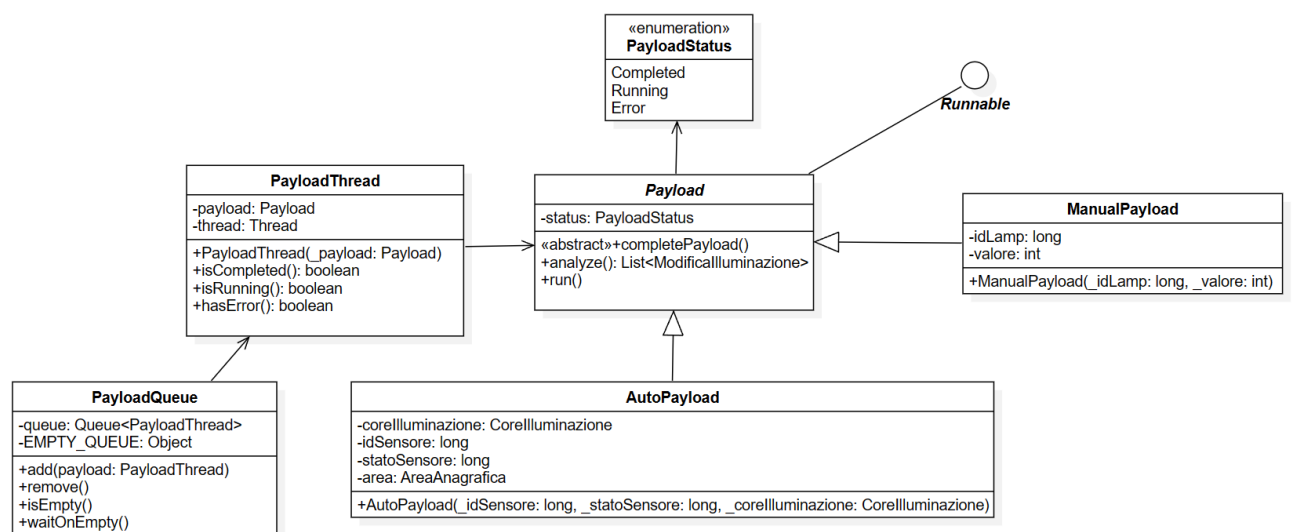 «enumeration»
PayloadStatus
Completed
Running
Error
Runnable
PayloadThread
-payload: Payload
-thread: Thread
+PayloadThread(_payload: Payload)
+isCompleted(): boolean
+isRunning(): boolean
+hasError(): boolean
Payload
-status: PayloadStatus
«abstract»+completePayload()
+analyze(): List<ModificaIlluminazione>
+run()
ManualPayload
-idLamp: long
-valore: int
+ManualPayload(_idLamp: long, _valore: int)
PayloadQueue
-queue: Queue<PayloadThread>
-EMPTY_QUEUE: Object
+add(payload: PayloadThread)
+remove()
+isEmpty()
+waitOnEmpty()
AutoPayload
-coreIlluminazione: CoreIlluminazione
-idSensore: long
-statoSensore: long
-area: AreaAnagrafica
+AutoPayload(_idSensore: long, _statoSensore: long, _coreIlluminazione: CoreIlluminazione)